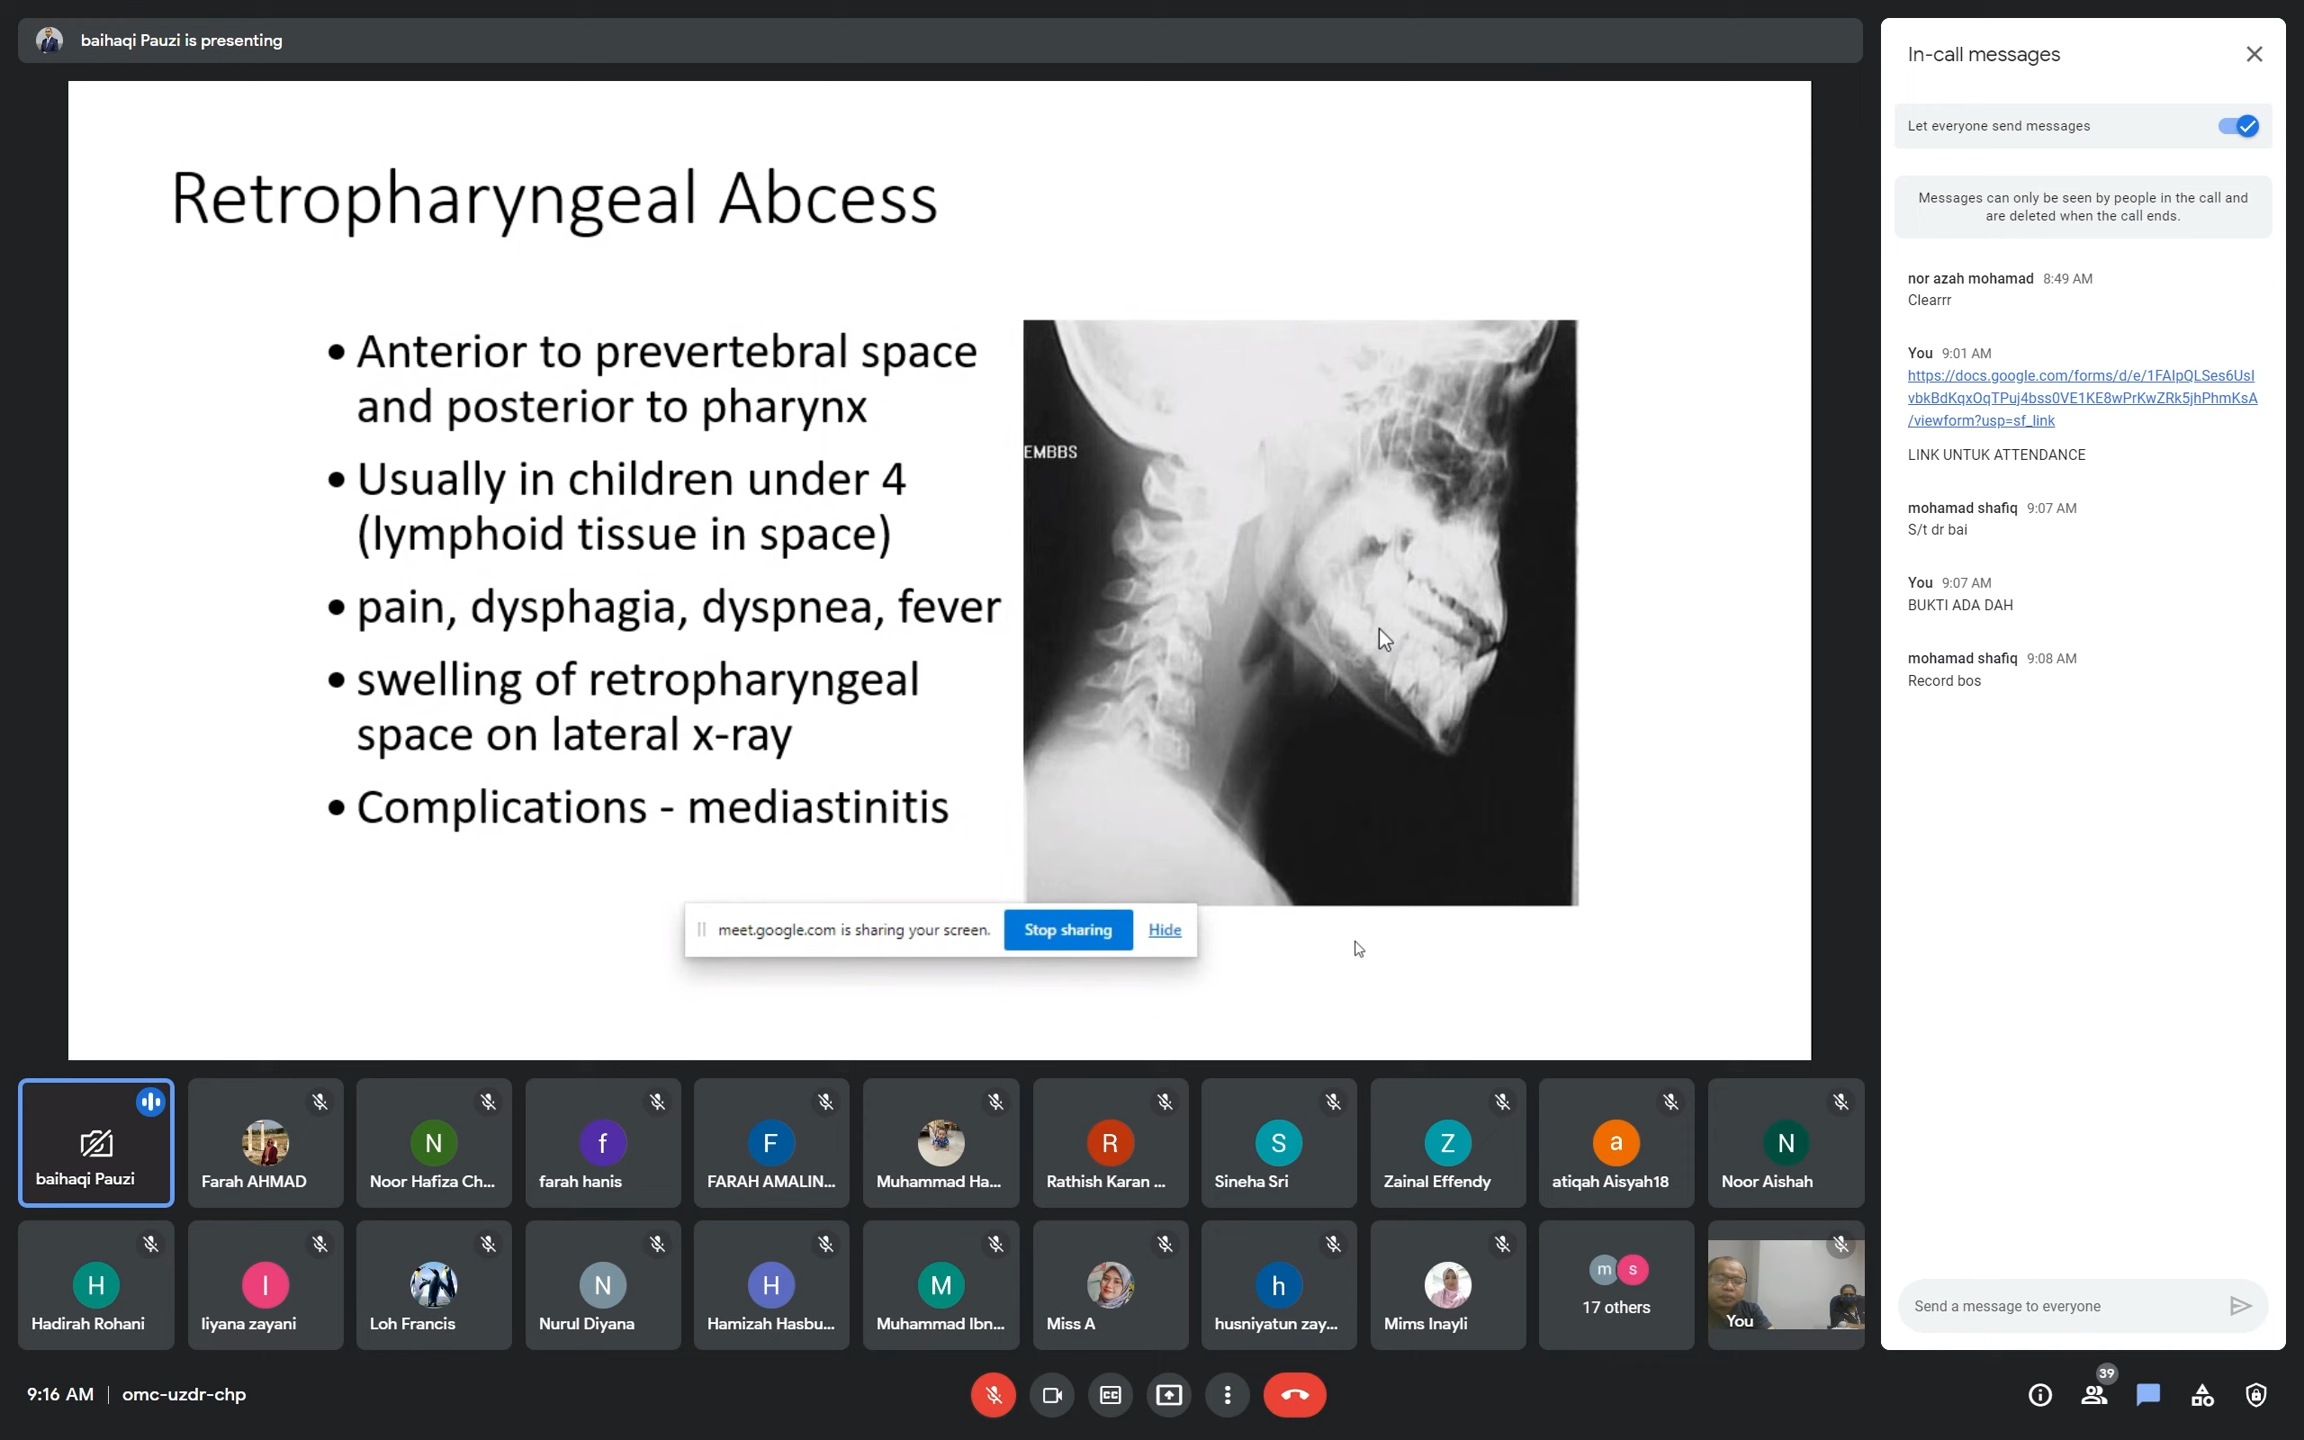 baihaqi Pauzi is presenting
Retropharyngeal Abcess
• Anterior to prevertebral space
and posterior to pharynx
• Usually in children under 4
(lymphoid tissue in space)
• pain, dysphagia, dyspnea, fever
• swelling of retropharyngeal
space on lateral x-ray
• Complications - mediastinitis
EMBBS
meet.google.com is sharing your screen.
Stop sharing
Hide
baihaqi Pauzi
Farah AHMAD
N
Noor Hafiza Ch...
f
farah hanis
F
FARAH AMALIN...
Muhammad Ha...
R
Rathish Karan ...
S
Sineha Sri
Z
Zainal Effendy
a
atiqah Aisyah18
N
Noor Aishah
H
Hadirah Rohani
l
liyana zayani
Loh Francis
N
Nurul Diyana
H
Hamizah Hasbu...
M
Muhammad Ibn...
Miss A
h
husniyatun zay...
Mims Inayli
m s
17 others
You
9:16 AM | omc-uzdr-chp
CC
39
In-call messages
Let everyone send messages
Messages can only be seen by people in the call and
are deleted when the call ends.
nor azah mohamad 8:49 AM
Clearrr
You 9:01 AM
https://docs.google.com/forms/d/e/1FAIpQLSes6UsI
vbkBdKqxOqTPuj4bss0VE1KE8wPrKwZRk5jhPhmKsA
/viewform?usp=sf_link
LINK UNTUK ATTENDANCE
mohamad shafiq 9:07 AM
S/t dr bai
You 9:07 AM
BUKTI ADA DAH
mohamad shafiq 9:08 AM
Record bos
Send a message to everyone